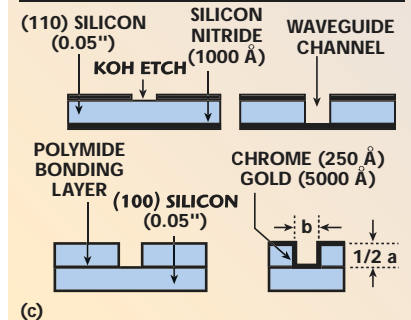 (110) SILICON
(0.05")
KOH ETCH
SILICON
NITRIDE
(1000 Å)
WAVEGUIDE
CHANNEL
POLYMIDE
BONDING
LAYER
(100) SILICON
(0.05")
CHROME (250 Å)
GOLD (5000 Å)
b
1/2 a
(c)